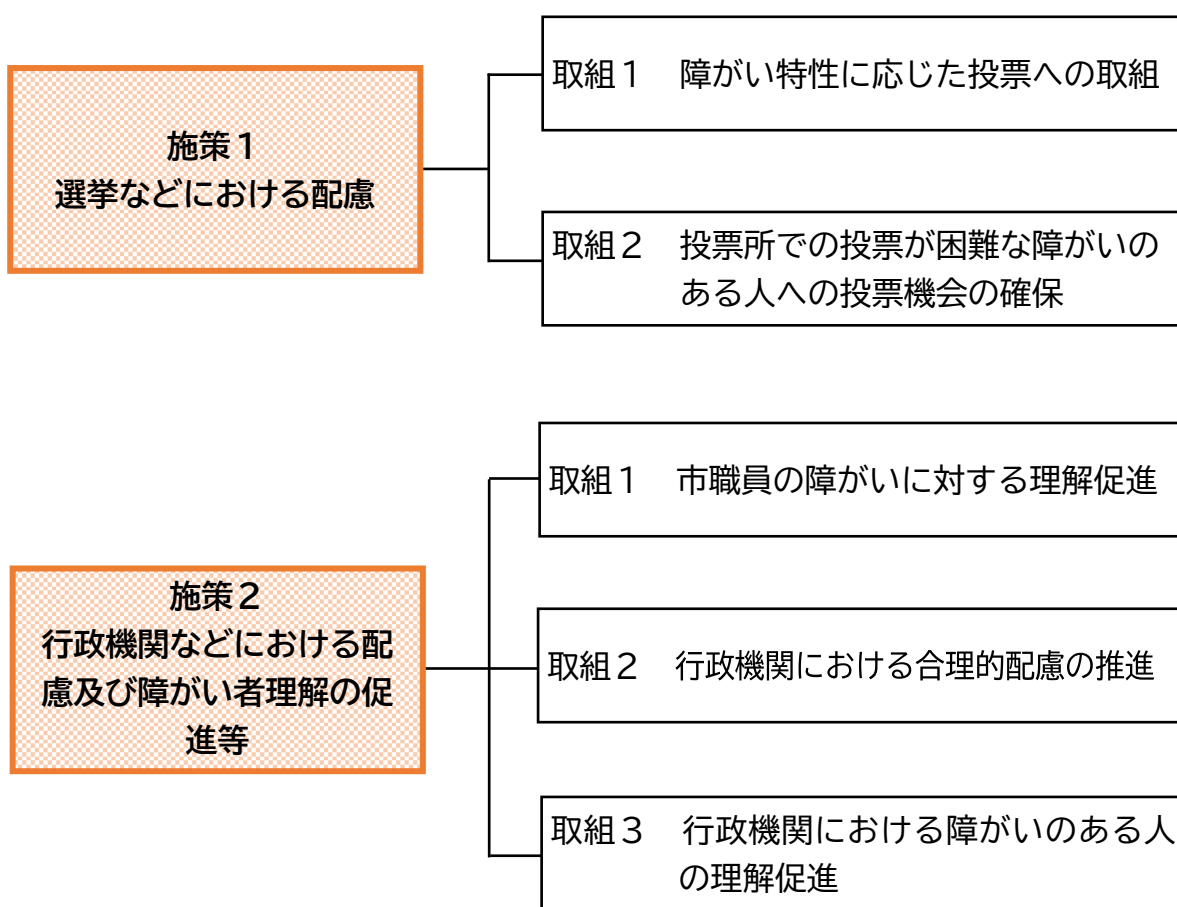 施策１
選挙などにおける配慮
取組１　障がい特性に応じた投票への取組
取組２　投票所での投票が困難な障がいの
ある人への投票機会の確保
施策２
行政機関などにおける配
慮及び障がい者理解の促
進等
取組１　市職員の障がいに対する理解促進
取組２　行政機関における合理的配慮の推進
取組３　行政機関における障がいのある人
の理解促進